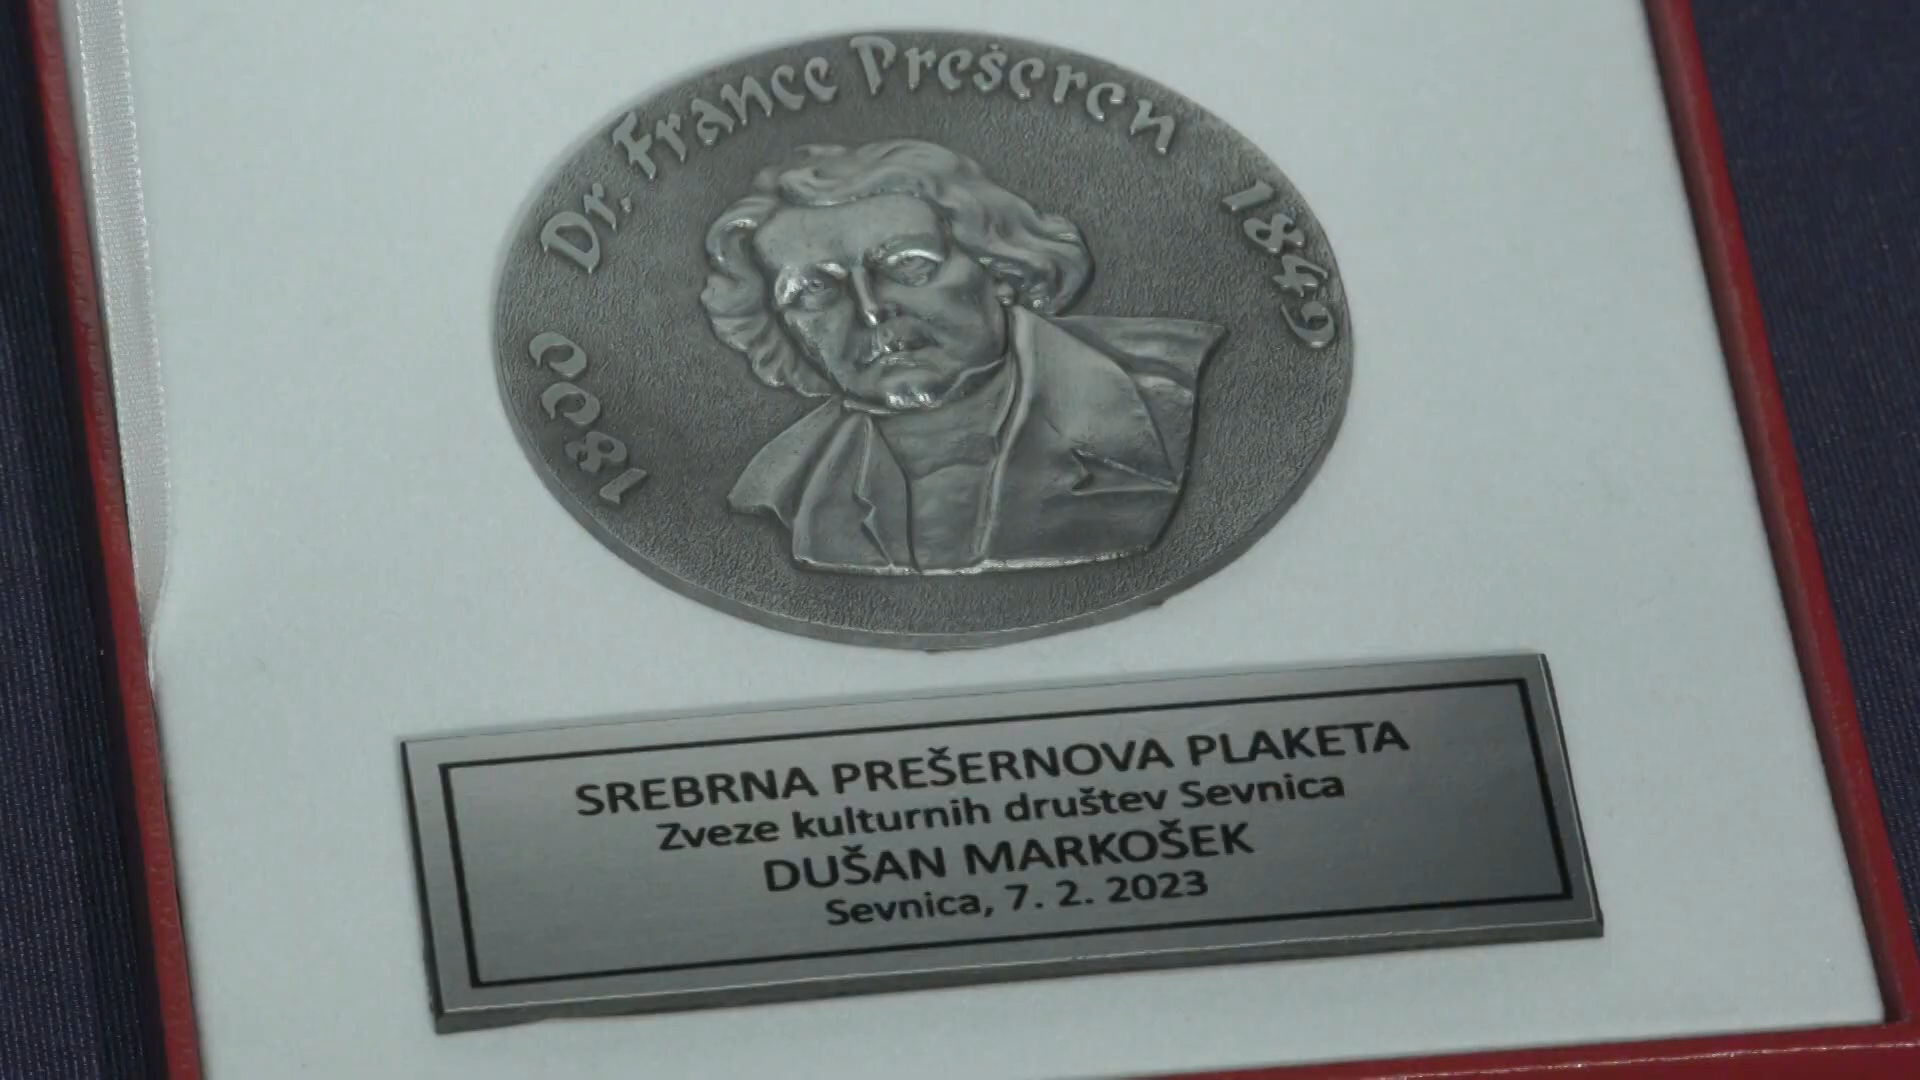 Dr. France Prešeren
1800
1849
SREBRNA PREŠERNOVA PLAKETA
Zveze kulturnih društev Sevnica
DUŠAN MARKOŠEK
Sevnica, 7. 2. 2023